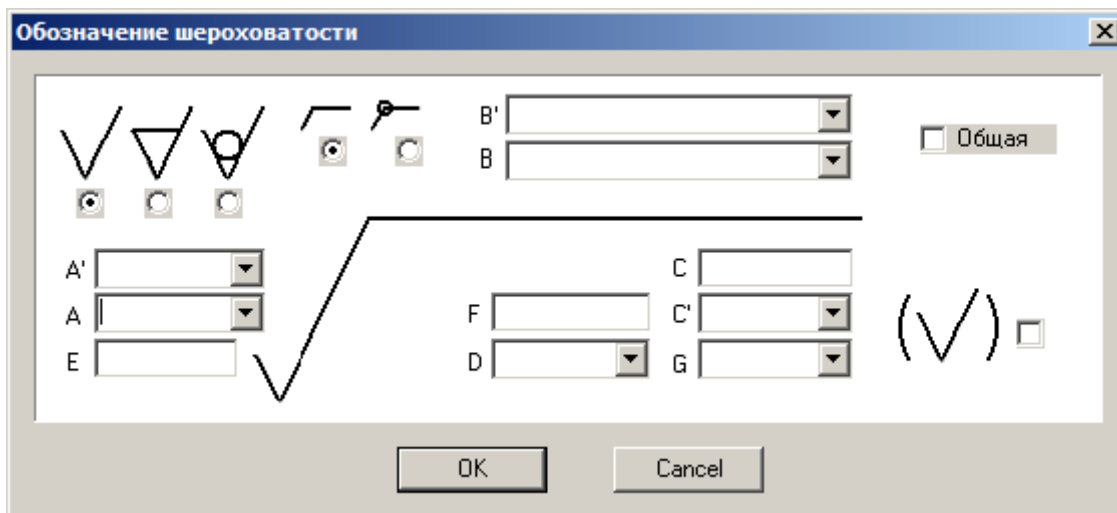 Обозначение шероховатости
B'
B
Общая
A'
A
E
F
D
C
C'
G
OK
Cancel